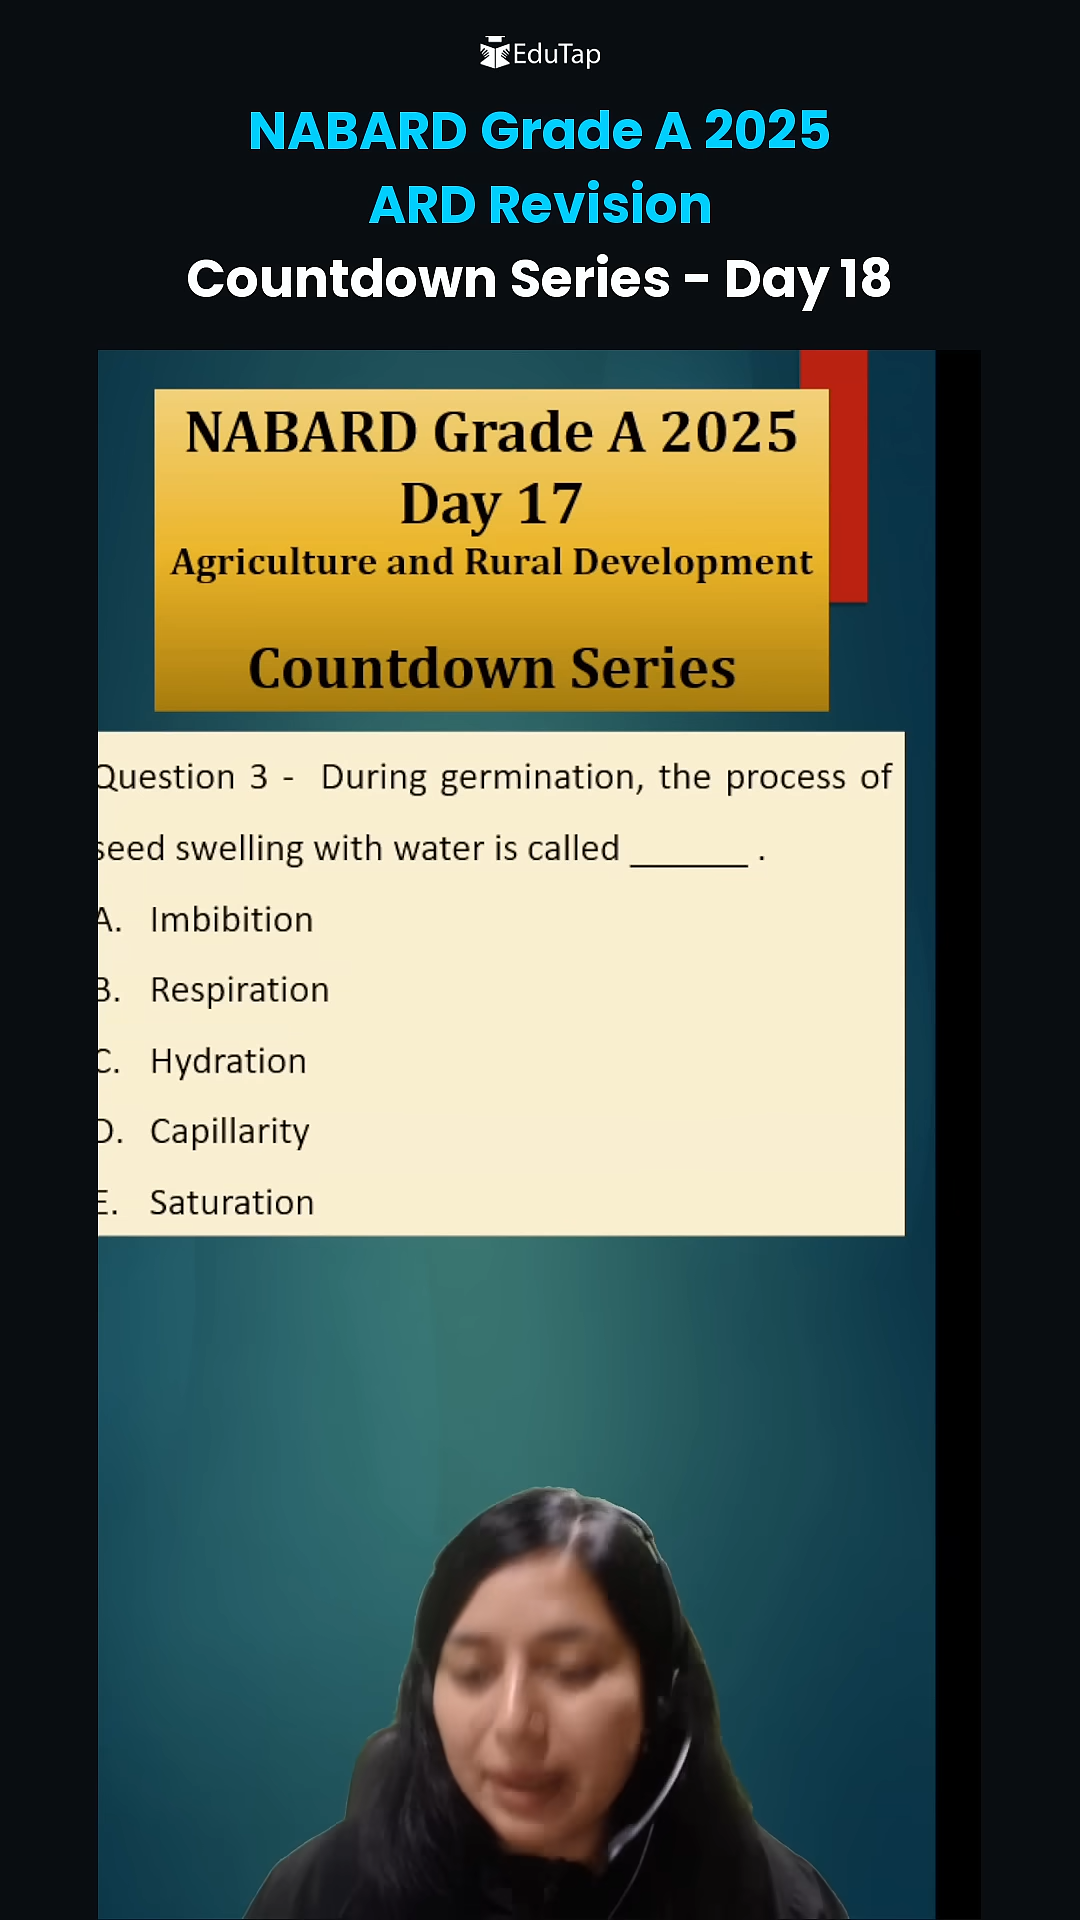 EduTap
NABARD Grade A 2025
ARD Revision
Countdown Series - Day 18
NABARD Grade A 2025
Day 17
Agriculture and Rural Development
Countdown Series
Question 3 - During germination, the process of
seed swelling with water is called ______ .
A. Imbibition
B. Respiration
C. Hydration
D. Capillarity
E. Saturation